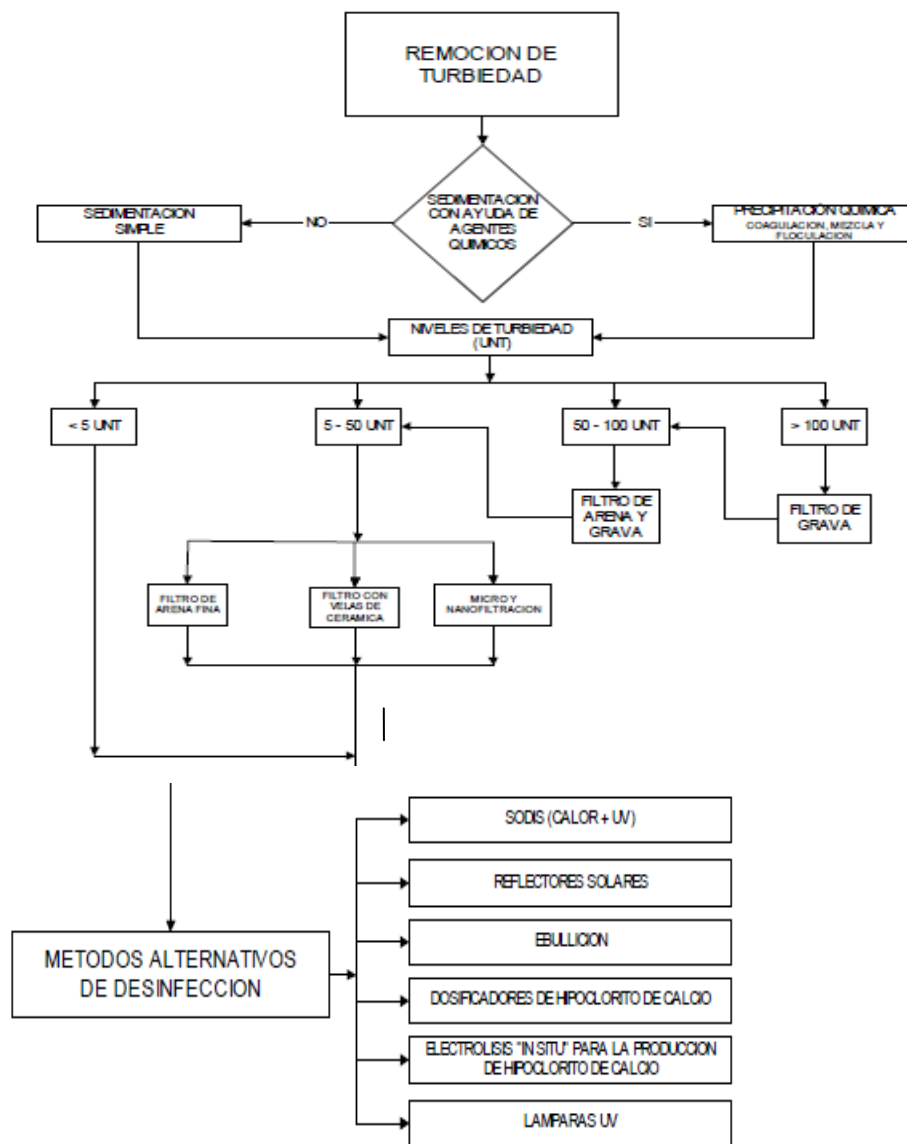 REMOCION DE
TURBIEDAD
SEDIMENTACION
CON AYUDA DE
AGENTES
QUIMICOS
NO
SI
SEDIMENTACION
SIMPLE
PRECIPITACIÓN QUIMICA
COAGULACION, MEZCLA Y
FLOCULACION
NIVELES DE TURBIEDAD
(UNT)
< 5 UNT
5 - 50 UNT
50 - 100 UNT
> 100 UNT
FILTRO DE
ARENA Y
GRAVA
FILTRO DE
GRAVA
FILTRO DE
ARENA FINA
FILTRO CON
VELAS DE
CERAMICA
MICRO Y
NANOFILTRACION
METODOS ALTERNATIVOS
DE DESINFECCION
SODIS (CALOR + UV)
REFLECTORES SOLARES
EBULLICION
DOSIFICADORES DE HIPOCLORITO DE CALCIO
ELECTROLISIS "IN SITU" PARA LA PRODUCCION
DE HIPOCLORITO DE CALCIO
LAMPARAS UV